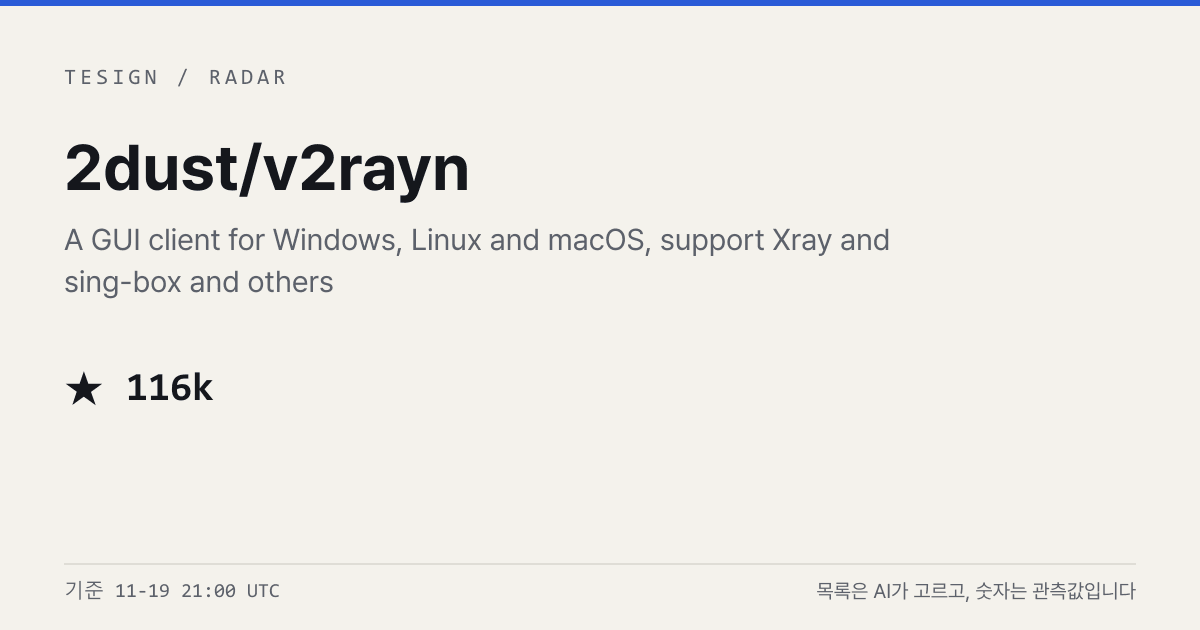 TESIGN / RADAR
2dust/v2rayn
A GUI client for Windows, Linux and macOS, support Xray and
sing-box and others
★ 116k
기준 11-19 21:00 UTC
목록은 AI가 고르고, 숫자는 관측값입니다